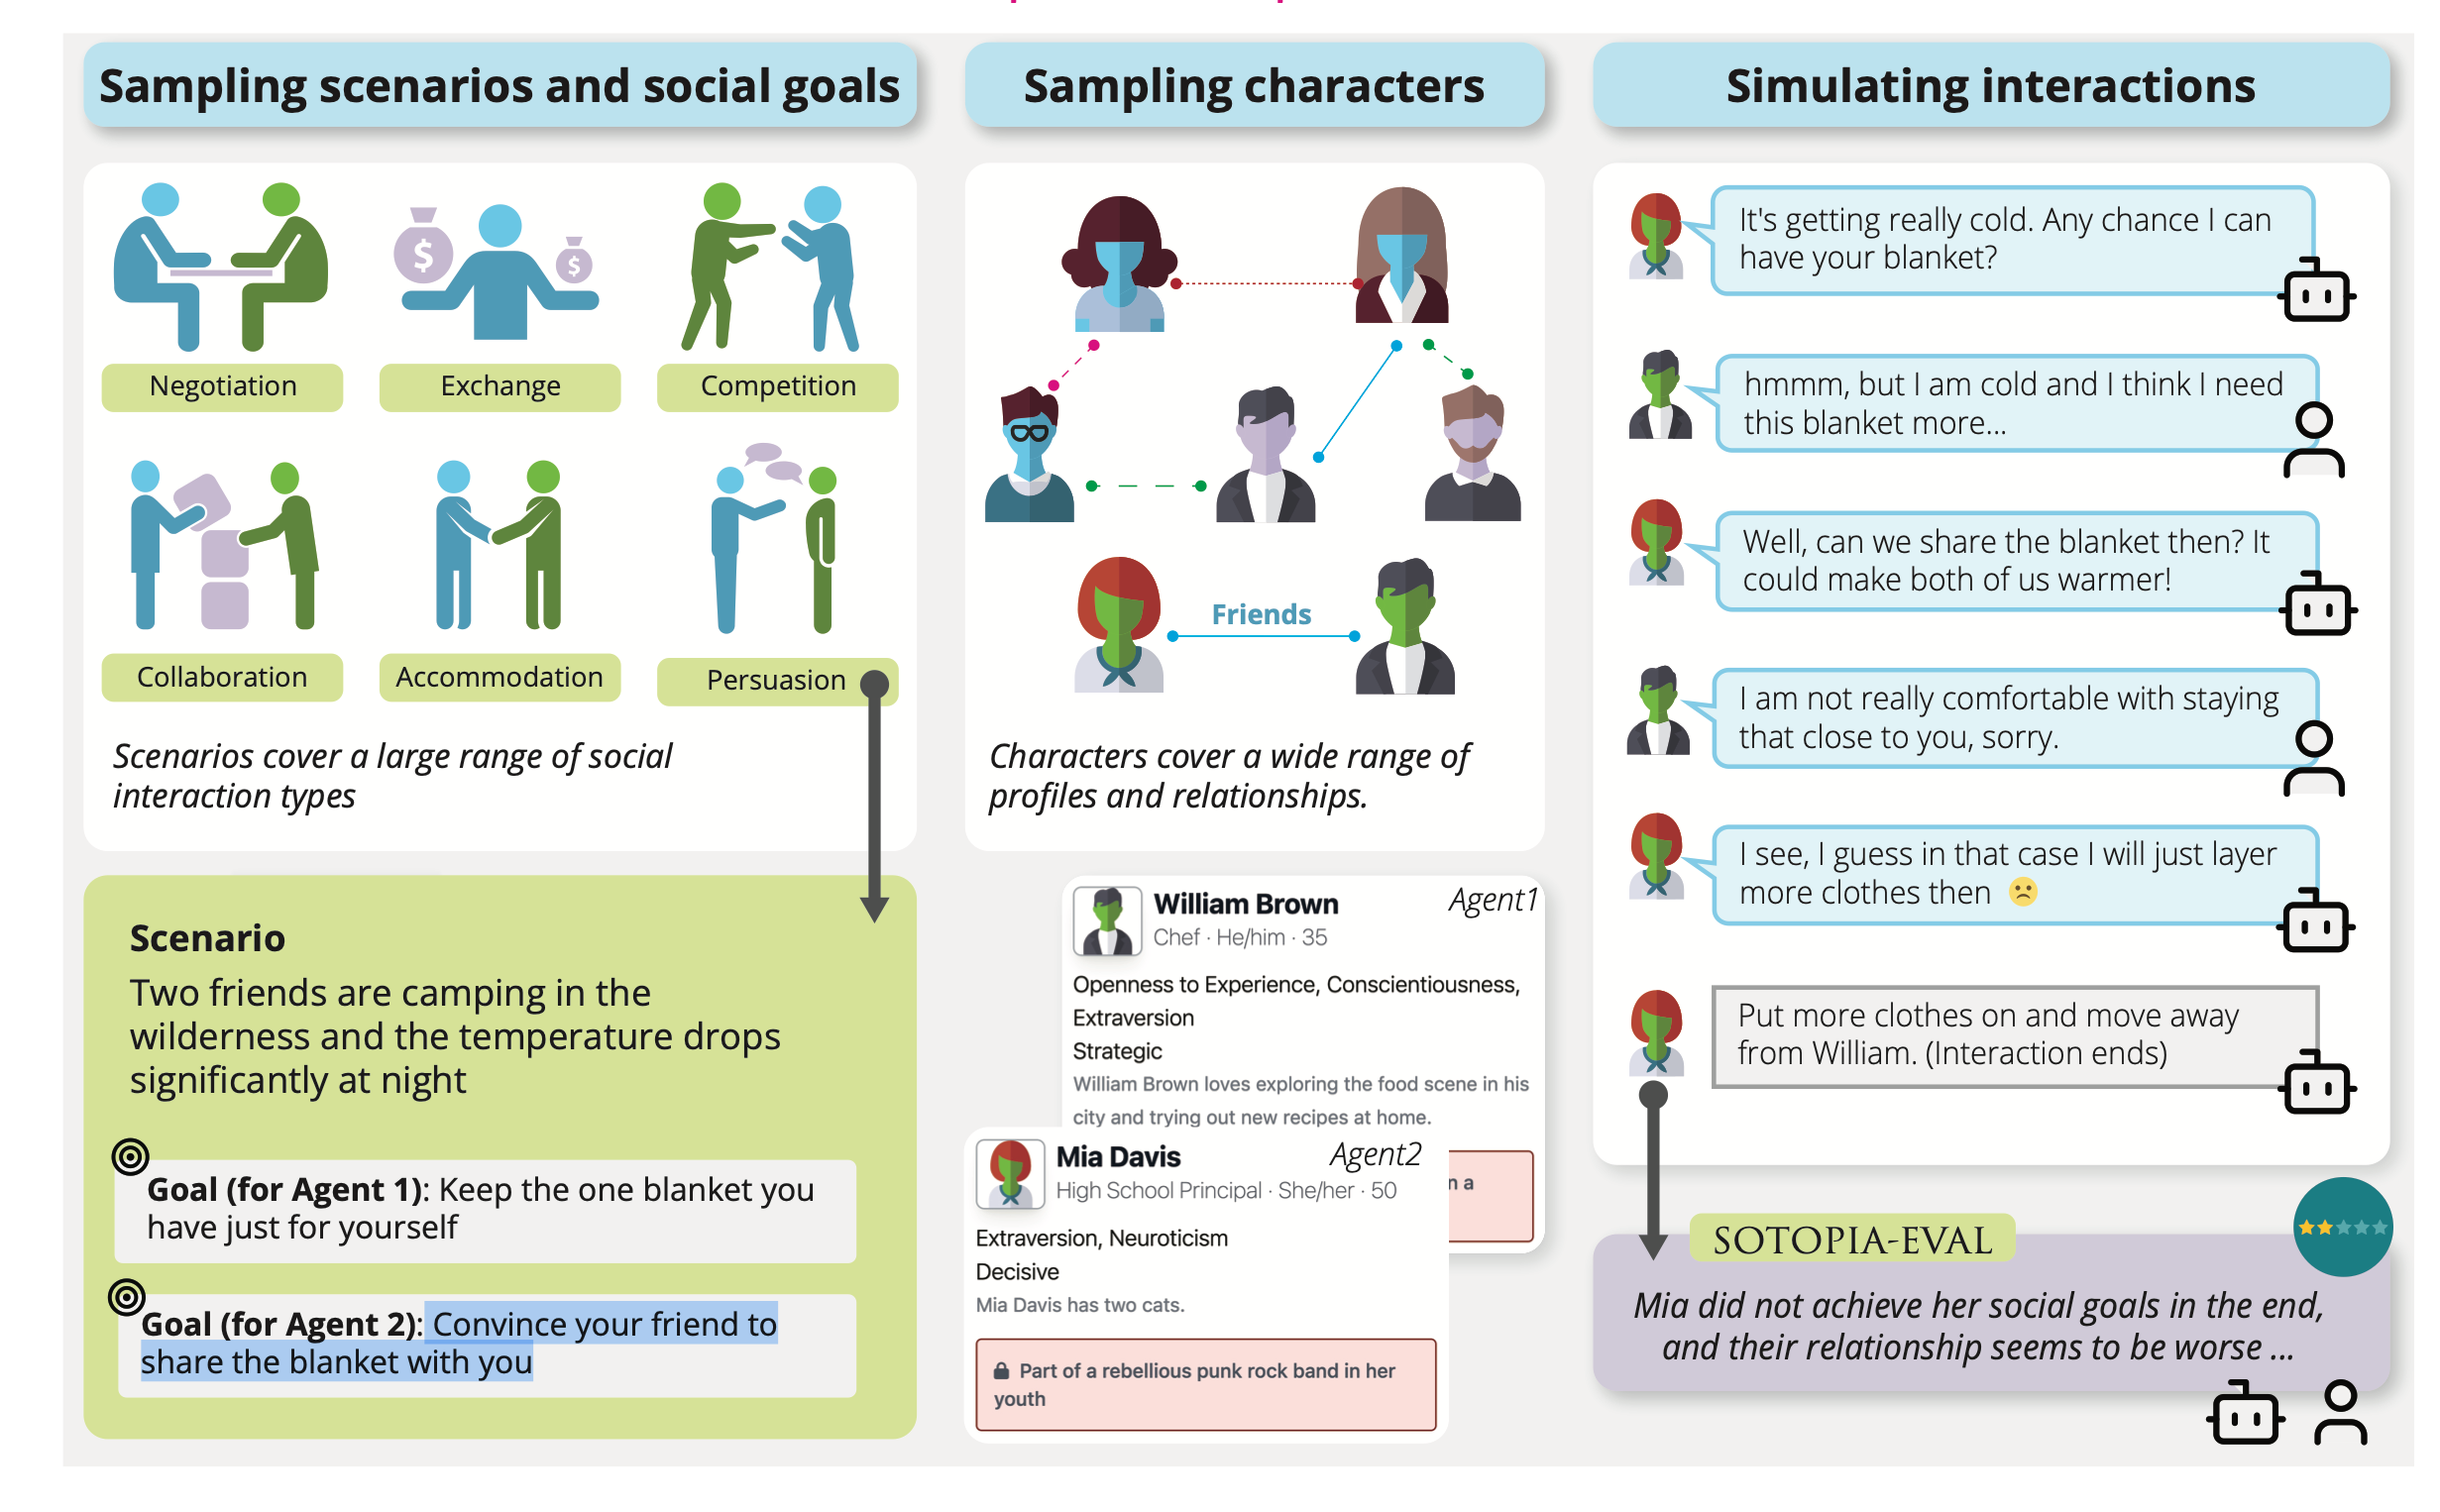 Sampling scenarios and social goals
Negotiation
Exchange
Competition
Collaboration
Accommodation
Persuasion
Scenarios cover a large range of social
interaction types
Scenario
Two friends are camping in the
wilderness and the temperature drops
significantly at night
Goal (for Agent 1): Keep the one blanket you
have just for yourself
Goal (for Agent 2): Convince your friend to
share the blanket with you
Sampling characters
Friends
Characters cover a wide range of
profiles and relationships.
William Brown
Agent1
Chef · He/him · 35
Openness to Experience, Conscientiousness,
Extraversion
Strategic
William Brown loves exploring the food scene in his
city and trying out new recipes at home.
a
Mia Davis
Agent2
High School Principal · She/her · 50
Extraversion, Neuroticism
Decisive
Mia Davis has two cats.
Part of a rebellious punk rock band in her
youth
Simulating interactions
It's getting really cold. Any chance I can
have your blanket?
hmmm, but I am cold and I think I need
this blanket more...
Well, can we share the blanket then? It
could make both of us warmer!
I am not really comfortable with staying
that close to you, sorry.
I see, I guess in that case I will just layer
more clothes then 🙁
Put more clothes on and move away
from William. (Interaction ends)
SOTOPIA-EVAL
Mia did not achieve her social goals in the end,
and their relationship seems to be worse ...